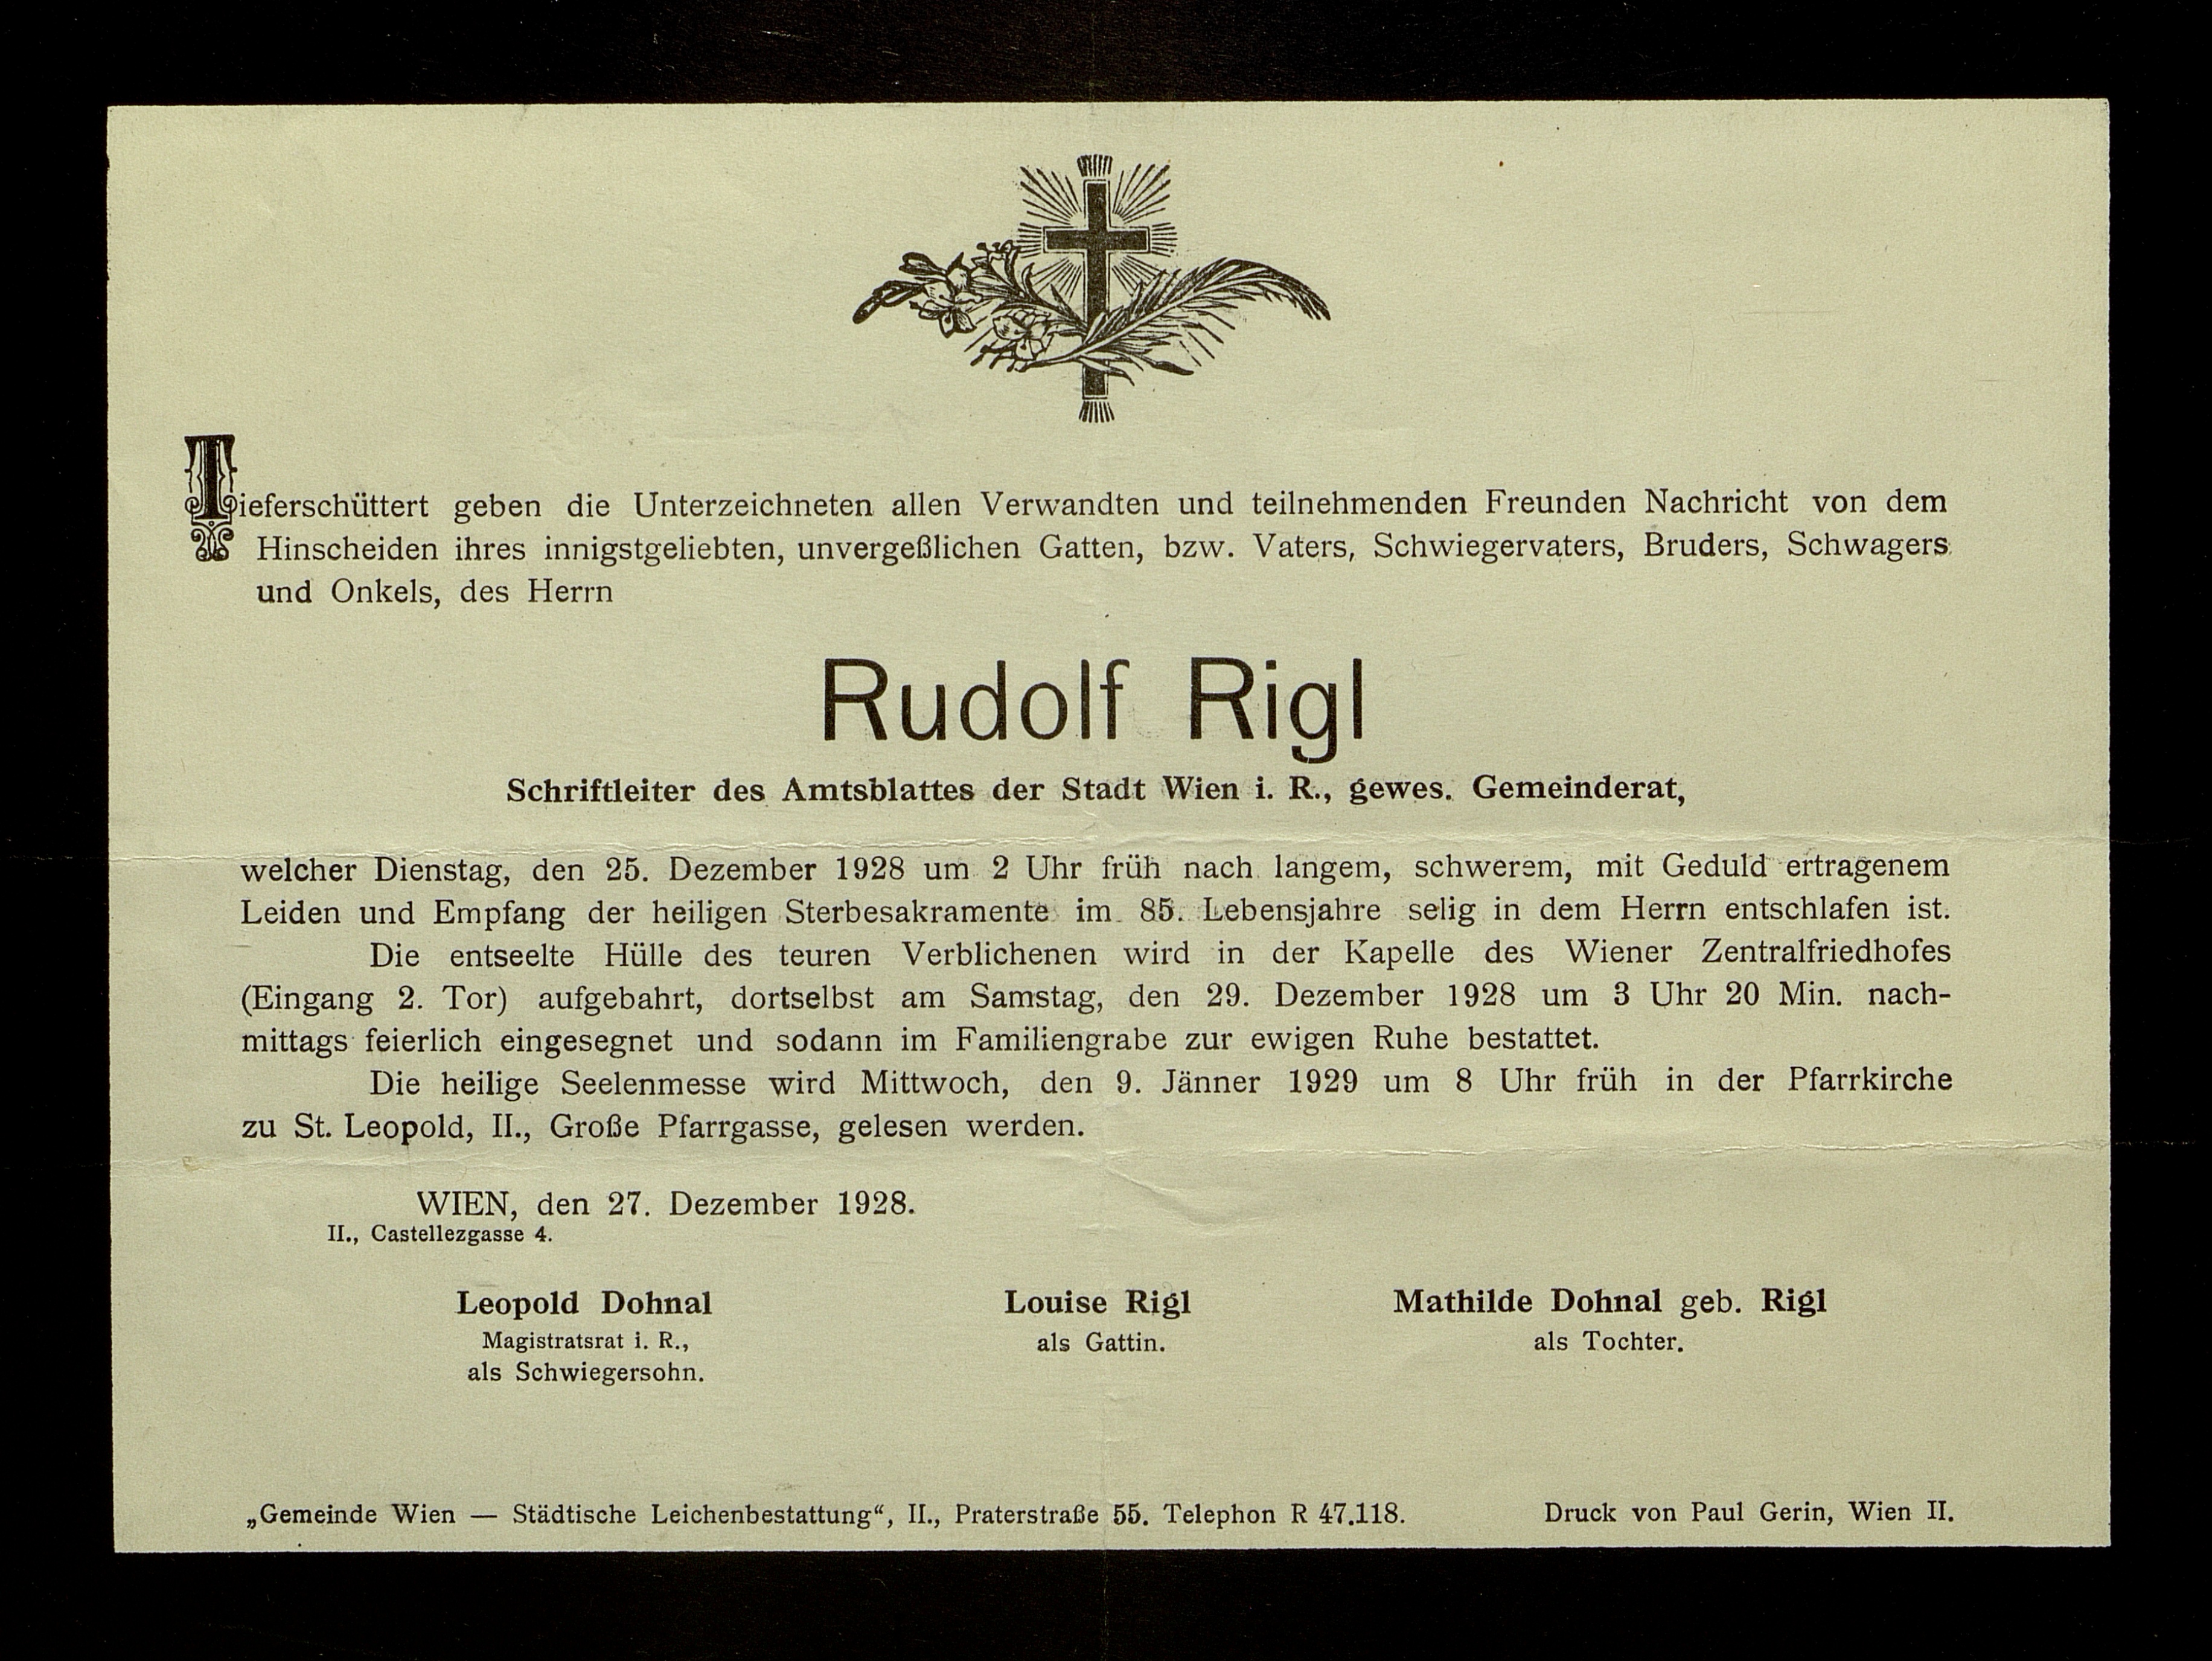 Tieferschüttert geben die Unterzeichneten allen Verwandten und teilnehmenden Freunden Nachricht von dem
Hinscheiden ihres innigstgeliebten, unvergeßlichen Gatten, bzw. Vaters, Schwiegervaters, Bruders, Schwagers
und Onkels, des Herrn
Rudolf Rigl
Schriftleiter des Amtsblattes der Stadt Wien i. R., gewes. Gemeinderat,
welcher Dienstag, den 25. Dezember 1928 um 2 Uhr früh nach langem, schwerem, mit Geduld ertragenem
Leiden und Empfang der heiligen Sterbesakramente im 85. Lebensjahre selig in dem Herrn entschlafen ist.
Die entseelte Hülle des teuren Verblichenen wird in der Kapelle des Wiener Zentralfriedhofes
(Eingang 2. Tor) aufgebahrt, dortselbst am Samstag, den 29. Dezember 1928 um 3 Uhr 20 Min. nach-
mittags feierlich eingesegnet und sodann im Familiengrabe zur ewigen Ruhe bestattet.
Die heilige Seelenmesse wird Mittwoch, den 9. Jänner 1929 um 8 Uhr früh in der Pfarrkirche
zu St. Leopold, II., Große Pfarrgasse, gelesen werden.
WIEN, den 27. Dezember 1928.
II., Castellezgasse 4.
Leopold Dohnal
Magistratsrat i. R.,
als Schwiegersohn.
Louise Rigl
als Gattin.
Mathilde Dohnal geb. Rigl
als Tochter.
„Gemeinde Wien — Städtische Leichenbestattung“, II., Praterstraße 55. Telephon R 47.118.
Druck von Paul Gerin, Wien II.